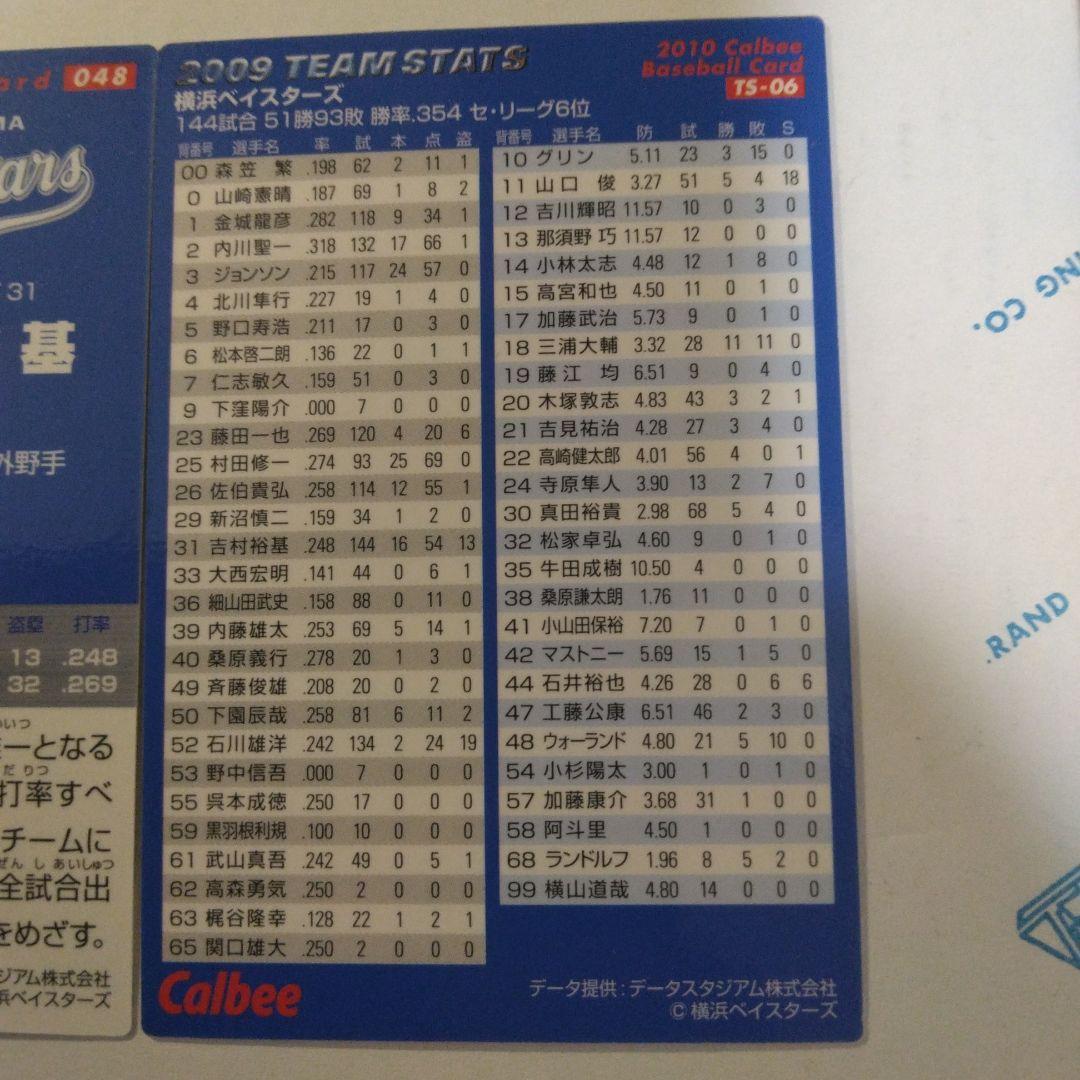 ard 048
MA
ars
31
基
外野手
盗塁 打率
13 .248
32 .269
いつ
一となる
だりつ
打率すべ
チームに
ぜんしあいしゅつ
全試合出
をめざす。
ジアム株式会社
浜ベイスターズ
2009 TEAM STATS
2010 Calbee
Baseball Card
TS-06
横浜ベイスターズ
144試合 51勝93敗 勝率.354 セ・リーグ6位
背番号 選手名 率 試 本 点 盗
00 森笠 繁 .198 62 2 11 1
0 山崎憲晴 .187 69 1 8 2
1 金城龍彦 .282 118 9 34 1
2 内川聖一 .318 132 17 66 1
3 ジョンソン .215 117 24 57 0
4 北川隼行 .227 19 1 4 0
5 野口寿浩 .211 17 0 3 0
6 松本啓二朗 .136 22 0 1 1
7 仁志敏久 .159 51 0 3 0
9 下窪陽介 .000 7 0 0 0
23 藤田一也 .269 120 4 20 6
25 村田修一 .274 93 25 69 0
26 佐伯貴弘 .258 114 12 55 1
29 新沼慎二 .159 34 1 2 0
31 吉村裕基 .248 144 16 54 13
33 大西宏明 .141 44 0 6 1
36 細山田武史 .158 88 0 11 0
39 内藤雄太 .253 69 5 14 1
40 桑原義行 .278 20 1 3 0
49 斉藤俊雄 .208 20 0 2 0
50 下園辰哉 .258 81 6 11 2
52 石川雄洋 .242 134 2 24 19
53 野中信吾 .000 7 0 0 0
55 呉本成徳 .250 17 0 0 0
59 黒羽根利規 .100 10 0 0 0
61 武山真吾 .242 49 0 5 1
62 高森勇気 .250 2 0 0 0
63 梶谷隆幸 .128 22 1 2 1
65 関口雄大 .250 2 0 0 0
背番号 選手名 防 試 勝 敗 S
10 グリン 5.11 23 3 15 0
11 山口 俊 3.27 51 5 4 18
12 吉川輝昭 11.57 10 0 3 0
13 那須野 巧 11.57 12 0 0 0
14 小林太志 4.48 12 1 8 0
15 高宮和也 4.50 11 0 1 0
17 加藤武治 5.73 9 0 1 0
18 三浦大輔 3.32 28 11 11 0
19 藤江 均 6.51 9 0 4 0
20 木塚敦志 4.83 43 3 2 1
21 吉見祐治 4.28 27 3 4 0
22 高崎健太郎 4.01 56 4 0 1
24 寺原隼人 3.90 13 2 7 0
30 真田裕貴 2.98 68 5 4 0
32 松家卓弘 4.60 9 0 1 0
35 牛田成樹 10.50 4 0 0 0
38 桑原謙太朗 1.76 11 0 0 0
41 小山田保裕 7.20 7 0 1 0
42 マストニー 5.69 15 1 5 0
44 石井裕也 4.26 28 0 6 6
47 工藤公康 6.51 46 2 3 0
48 ウォーランド 4.80 21 5 10 0
54 小杉陽太 3.00 1 0 1 0
57 加藤康介 3.68 31 1 0 0
58 阿斗里 4.50 1 0 0 0
68 ランドルフ 1.96 8 5 2 0
99 横山道哉 4.80 14 0 0 0
Calbee
データ提供：データスタジアム株式会社
© 横浜ベイスターズ
ING CO.
.RAND